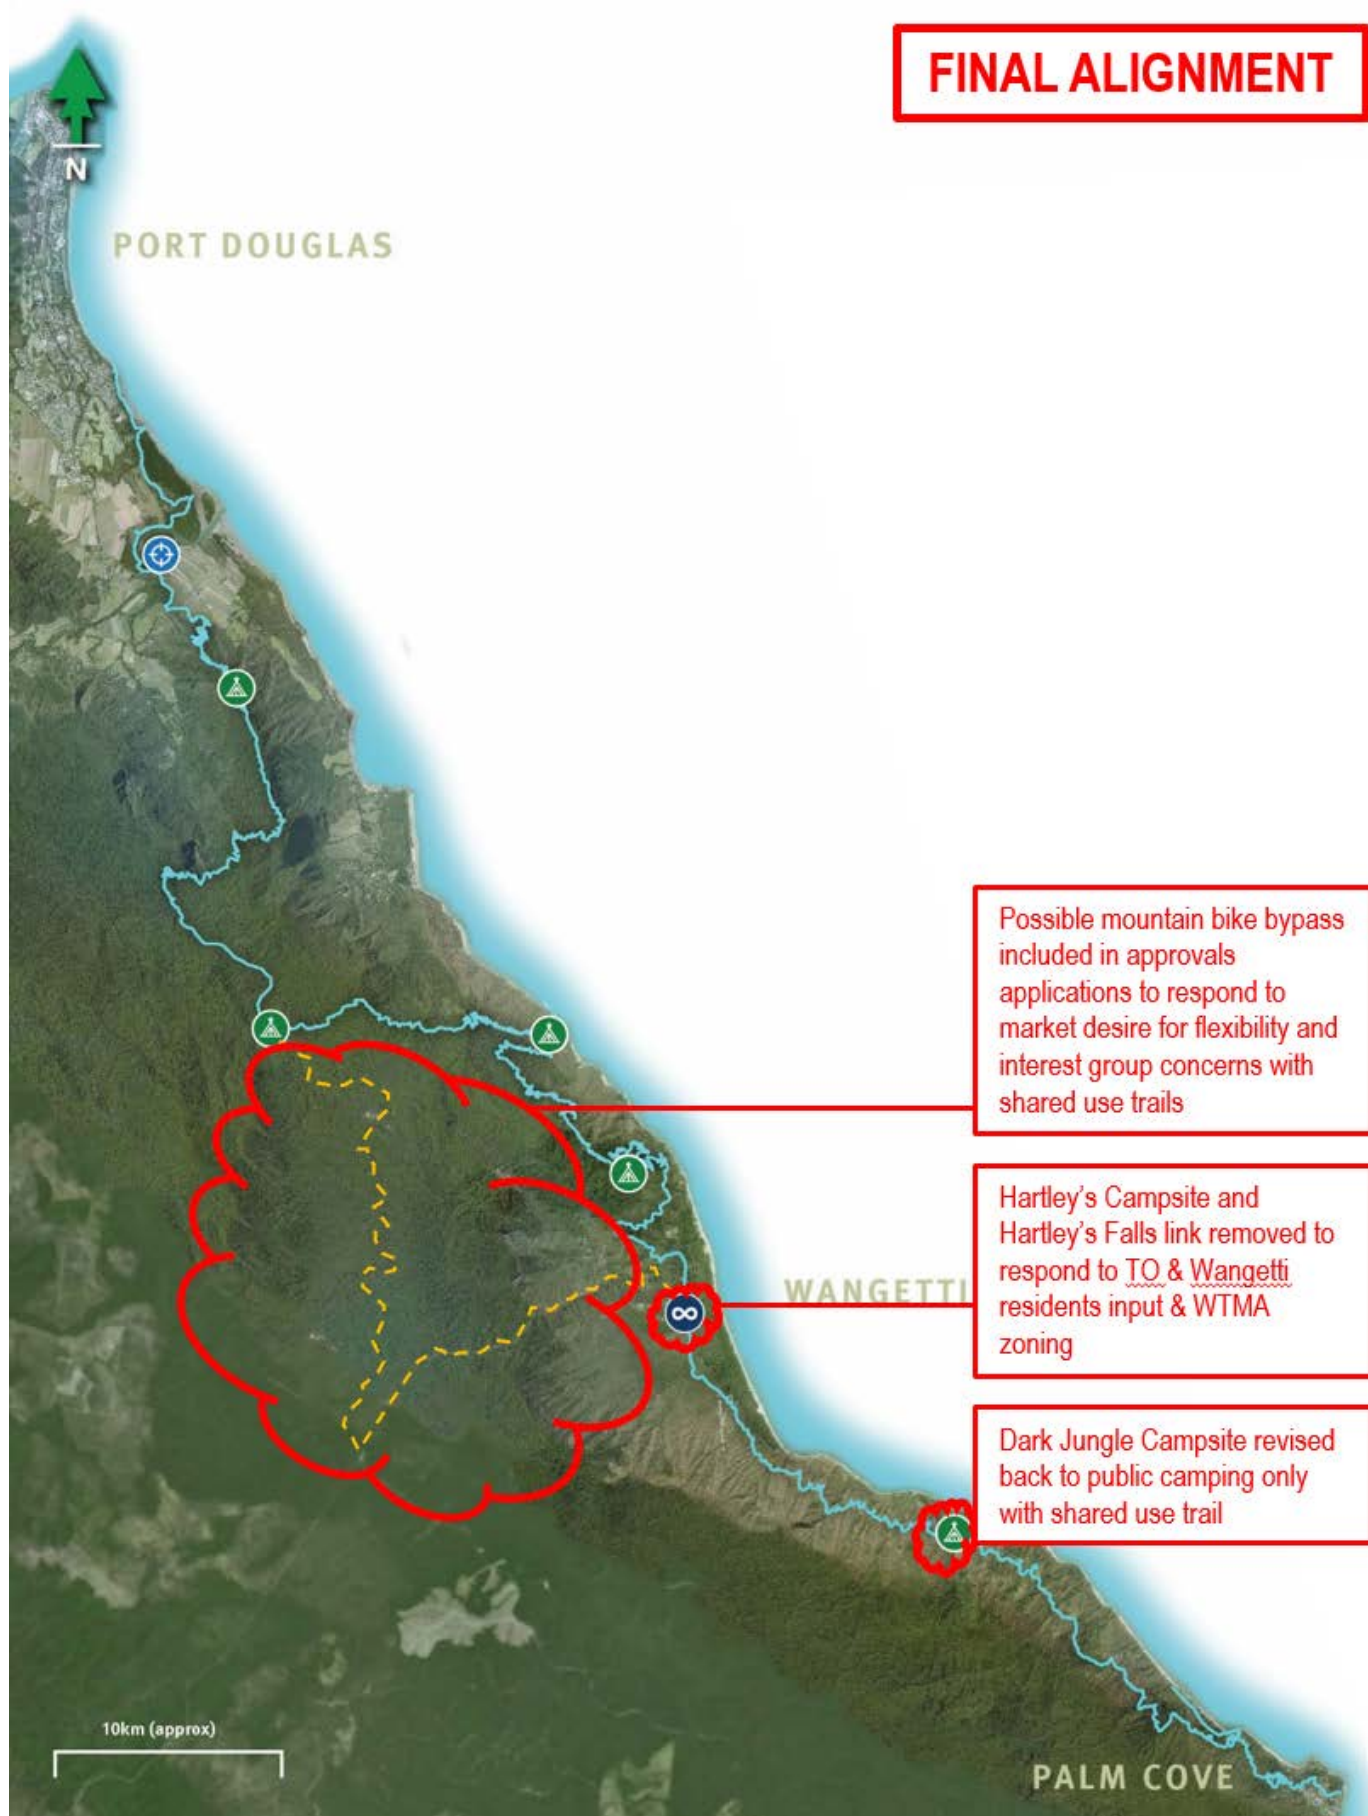 FINAL ALIGNMENT
N
PORT DOUGLAS
Possible mountain bike bypass
included in approvals
applications to respond to
market desire for flexibility and
interest group concerns with
shared use trails
Hartley's Campsite and
Hartley's Falls link removed to
respond to TO & Wangetti
residents input & WTMA
zoning
WANGETTI
Dark Jungle Campsite revised
back to public camping only
with shared use trail
10km (approx)
PALM COVE